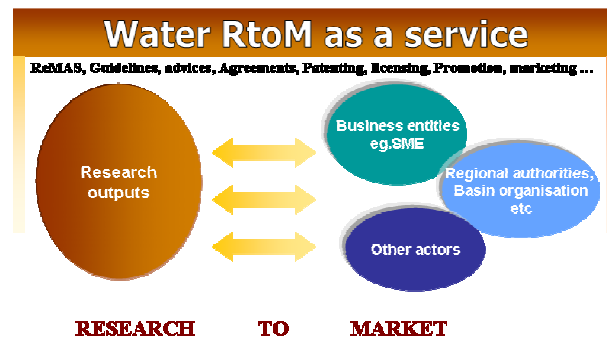 Water RtoM as a service
ReMAS, Guidelines, advices, Agreements, Patenting, licensing, Promotion, marketing ...
Research
outputs
Business entities
eg.SME
Regional authorities,
Basin organisation
etc
Other actors
RESEARCH TO MARKET